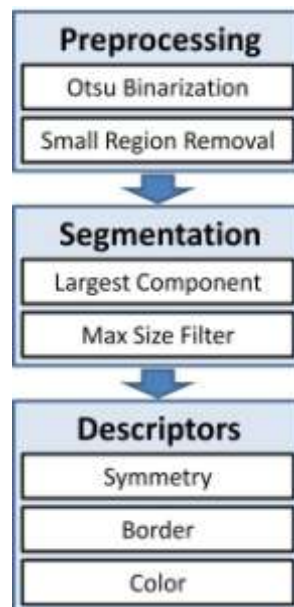 Preprocessing
Otsu Binarization
Small Region Removal
Segmentation
Largest Component
Max Size Filter
Descriptors
Symmetry
Border
Color